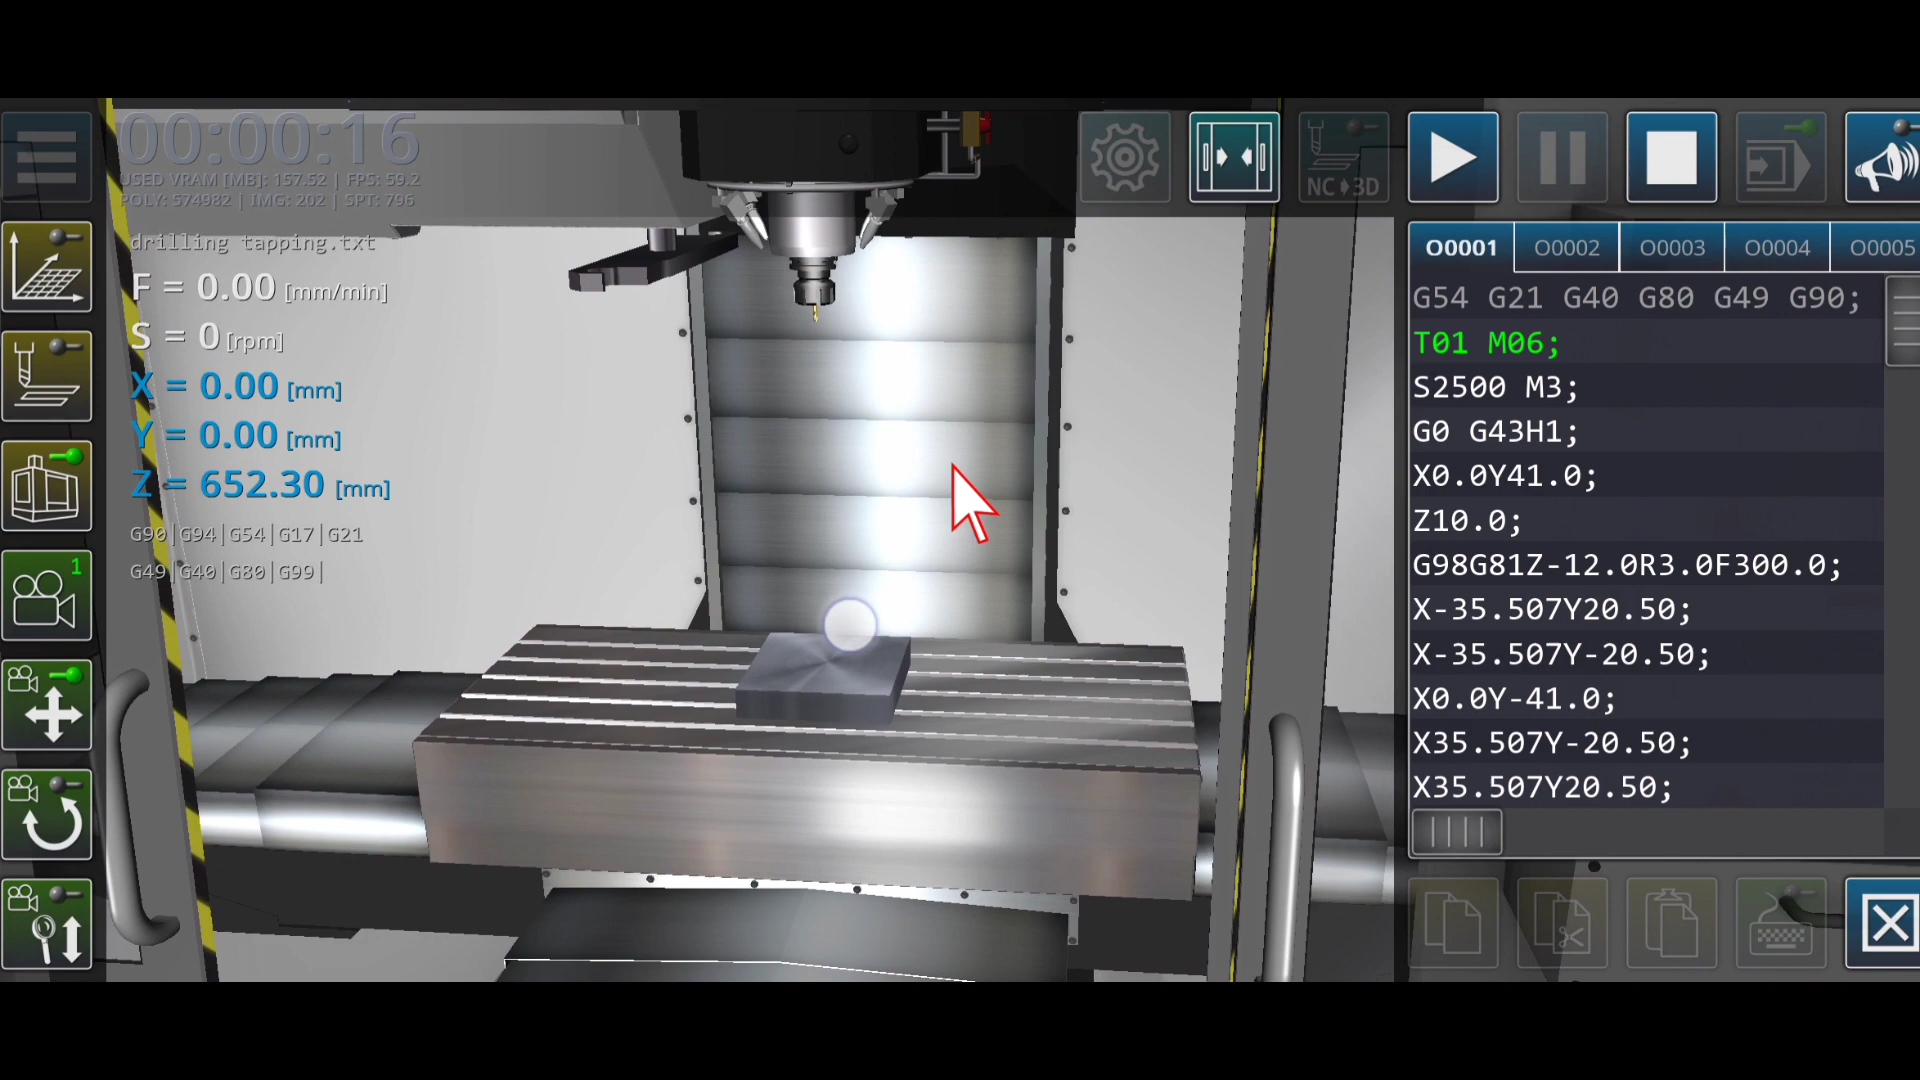 00:00:16
USED VRAM [MB]: 157.52 | FPS: 59.2
POLY: 574982 | IMG: 202 | SPT: 796
drilling tapping.txt
F = 0.00 [mm/min]
S = 0 [rpm]
X = 0.00 [mm]
Y = 0.00 [mm]
Z = 652.30 [mm]
G90|G94|G54|G17|G21
G49|G40|G80|G99|
1
NC 3D
O0001 O0002 O0003 O0004 O0005
G54 G21 G40 G80 G49 G90;
T01 M06;
S2500 M3;
G0 G43H1;
X0.0Y41.0;
Z10.0;
G98G81Z-12.0R3.0F300.0;
X-35.507Y20.50;
X-35.507Y-20.50;
X0.0Y-41.0;
X35.507Y-20.50;
X35.507Y20.50;